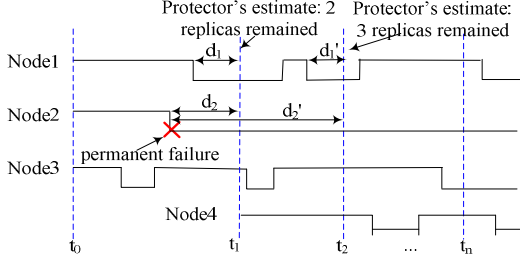 Protector's estimate: 2
replicas remained
Protector's estimate:
3 replicas remained
Node1
d1
d1'
Node2
d2
d2'
permanent failure
Node3
Node4
t0
t1
t2
...
tn